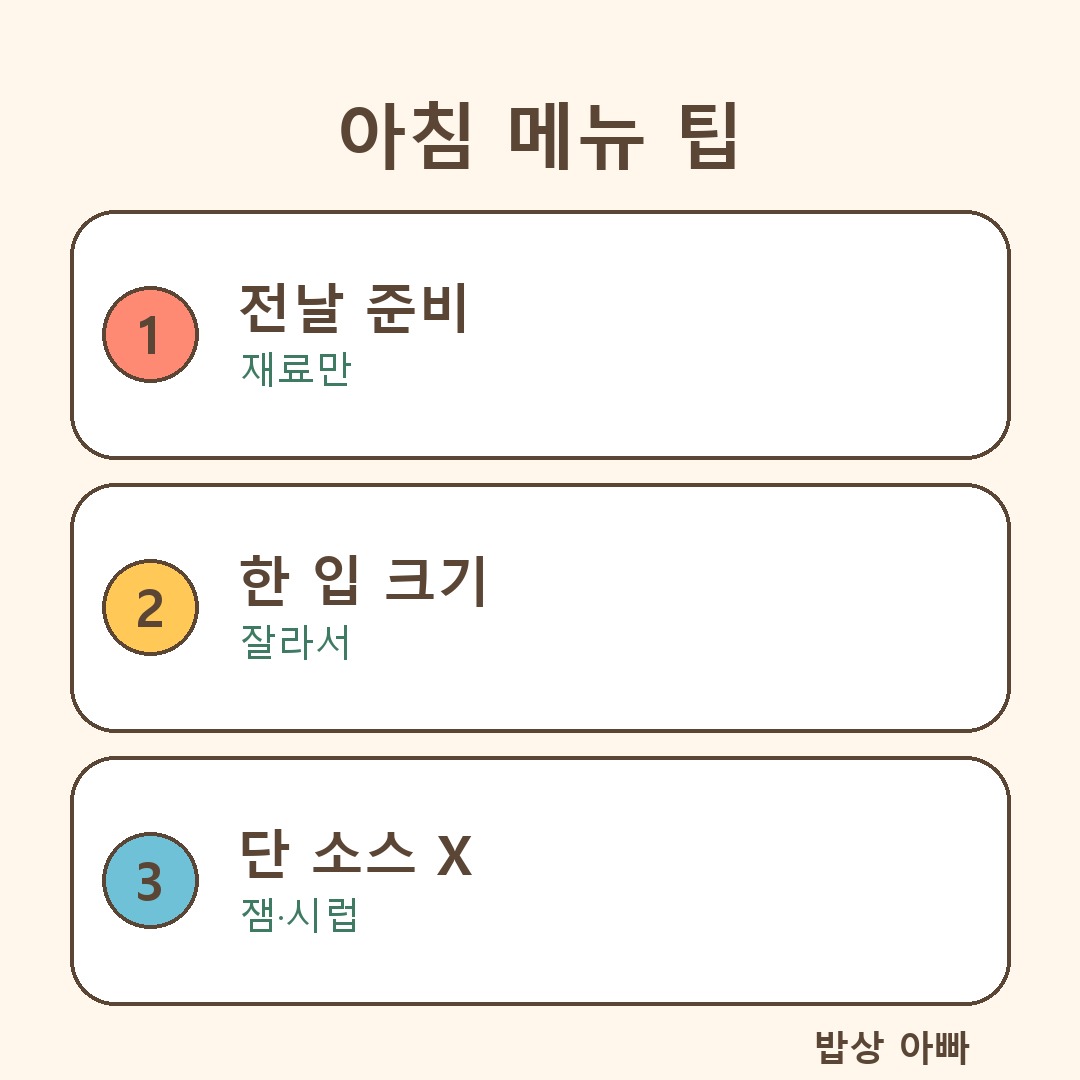 아침 메뉴 팁
1
전날 준비
재료만
2
한 입 크기
잘라서
3
단 소스 X
잼·시럽
밥상 아빠